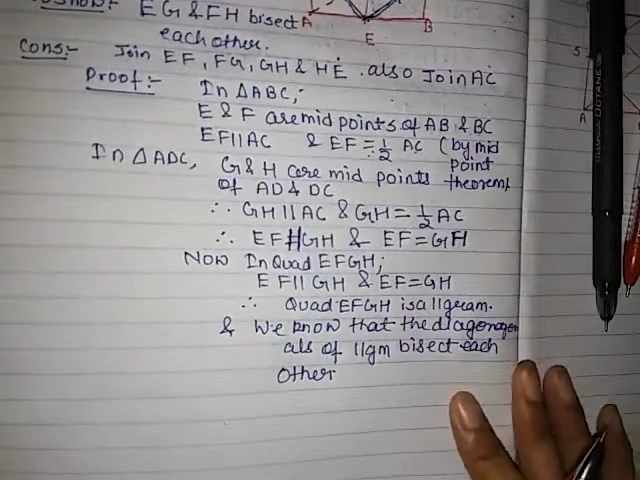 EG & FH bisect
each other.
A E B
Cons:- Join EF, FG, GH & HE. also Join AC
Proof:- In △ABC;
E & F are mid points of AB & BC
EF || AC & EF = 1/2 AC (by mid point theorem)
In △ADC, G & H are mid points
of AD & DC
∴ GH || AC & GH = 1/2 AC
∴ EF || GH & EF = GH
Now In Quad EFGH;
EF || GH & EF = GH
∴ Quad EFGH is a ||gram.
& We know that the diagonagen
als of ||gm bisect each
other
S
A